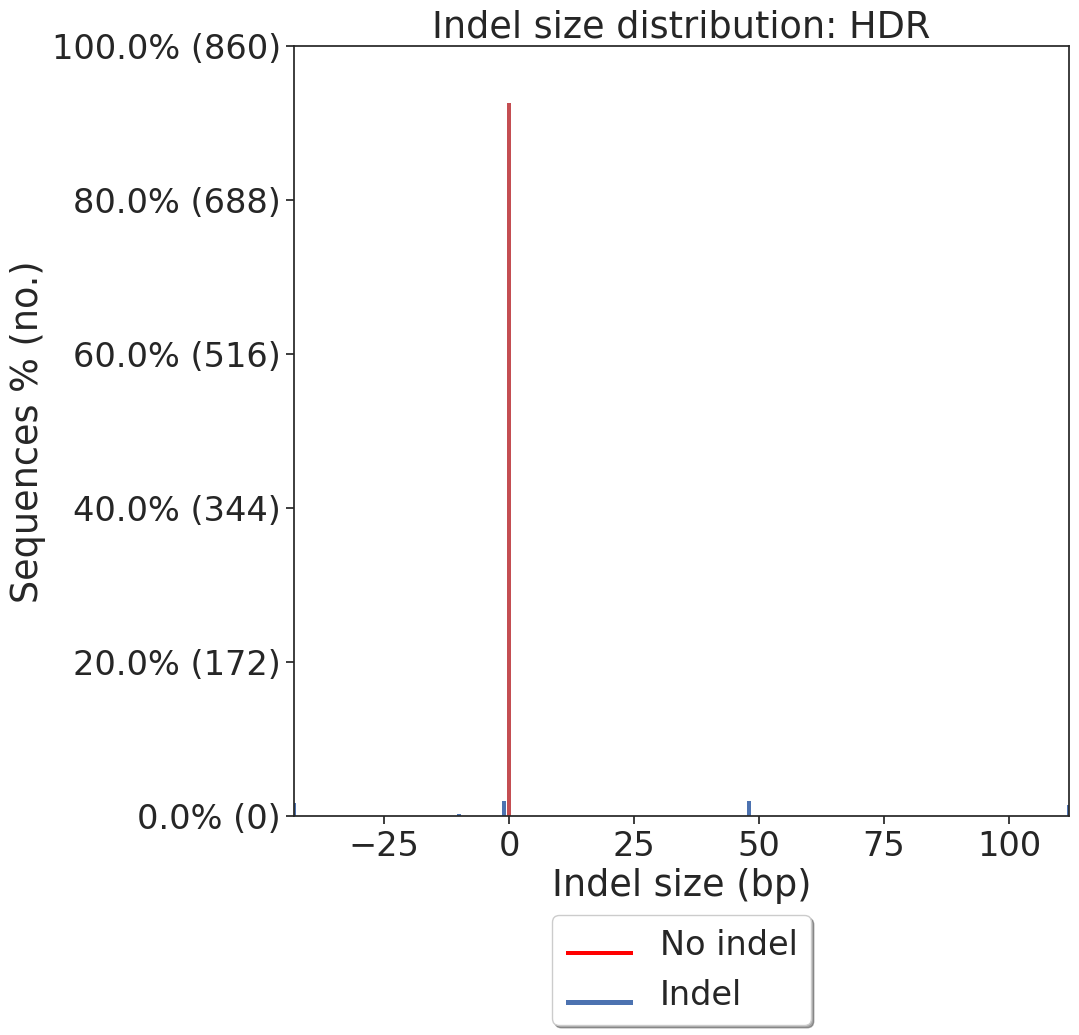 Indel size distribution: HDR
100.0% (860)
80.0% (688)
60.0% (516)
40.0% (344)
20.0% (172)
0.0% (0)
Sequences % (no.)
−25 0 25 50 75 100
Indel size (bp)
No indel
Indel